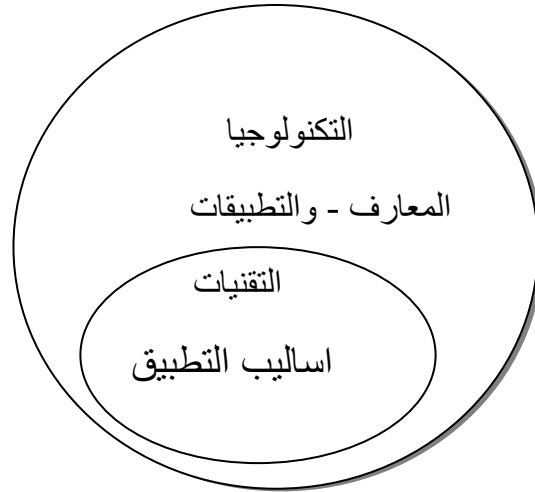 التكنولوجيا
المعارف - والتطبيقات
التقنيات
اساليب التطبيق